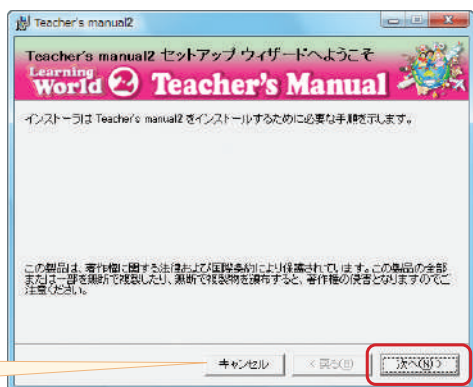 Teacher's manual2
Teacher's manual2 セットアップ ウィザードへようこそ
Learning World 2 Teacher's Manual
インストーラは Teacher's manual2 をインストールするために必要な手順を示します。
この製品は、著作権に関する法律および国際条約により保護されています。この製品の全部
または一部を無断で複製したり、無断で複製物を頒布すると、著作権の侵害となりますのでご
注意ください。
キャンセル < 戻る(B) 次へ(N) >